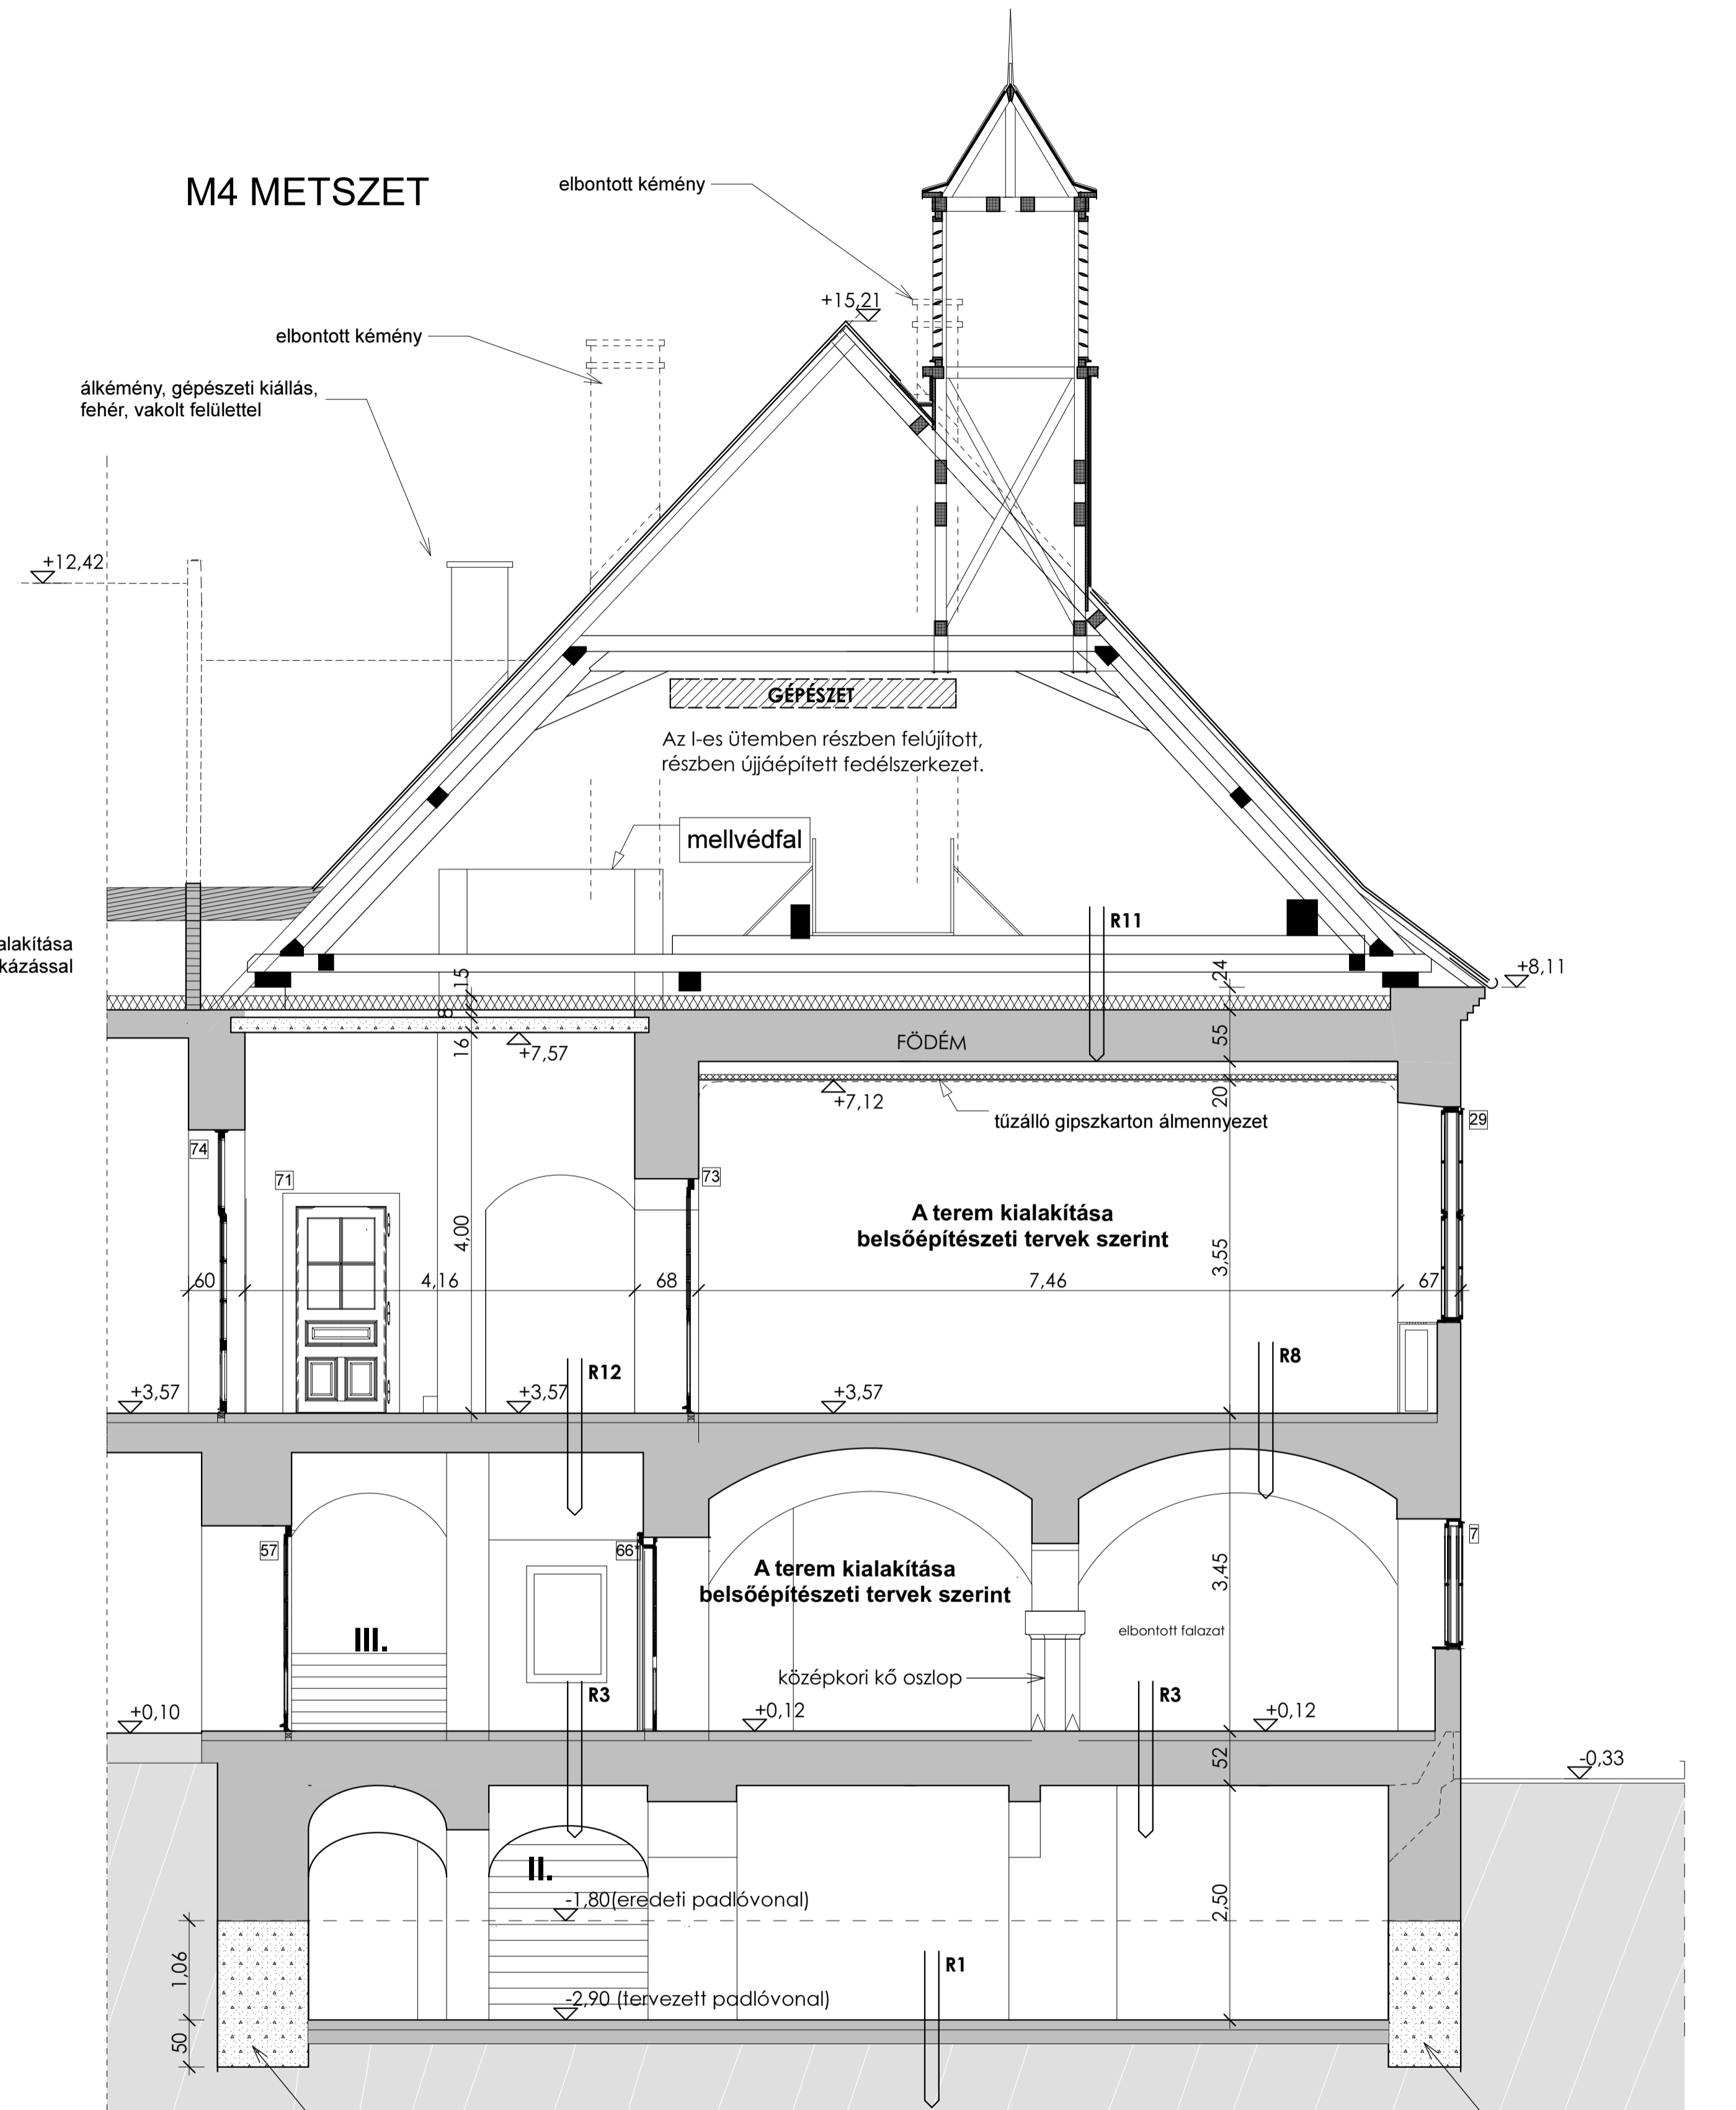 M4 METSZET
elbontott kémény
+15,21
elbontott kémény
álkémény, gépészeti kiállás,
fehér, vakolt felülettel
+12,42
GÉPÉSZET
Az I-es ütemben részben felújított,
részben újjáépített fedélszerkezet.
mellvédfal
R11
alakítása
kázással
+8,11
15
8
16
24
55
20
FÖDÉM
+7,57
+7,12
tűzálló gipszkarton álmennyezet
29
74
71
73
A terem kialakítása
belsőépítészeti tervek szerint
4,00
3,55
60
4,16
68
7,46
67
R12
R8
+3,57
+3,57
+3,57
57
66
7
A terem kialakítása
belsőépítészeti tervek szerint
3,45
III.
elbontott falazat
középkori kő oszlop
R3
R3
+0,10
+0,12
+0,12
52
-0,33
II.
-1,80(eredeti padlóvonal)
2,50
1,06
R1
-2,90 (tervezett padlóvonal)
50